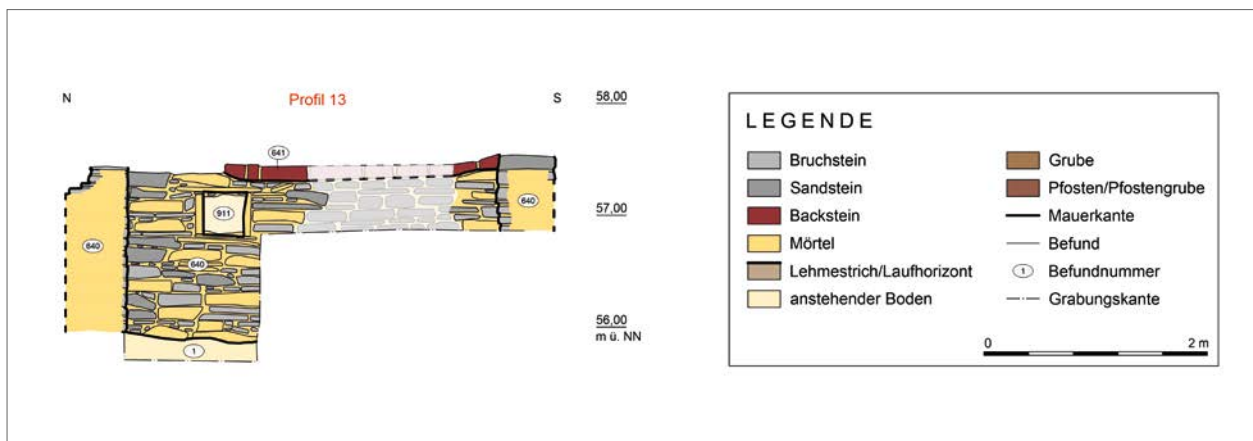 N
Profil 13
S
58,00
641
911
57,00
640
640
640
56,00
m ü. NN
1
LEGENDE
Bruchstein
Sandstein
Backstein
Mörtel
Lehmestrich/Laufhorizont
anstehender Boden
Grube
Pfosten/Pfostengrube
Mauerkante
Befund
1 Befundnummer
Grabungskante
0 2 m